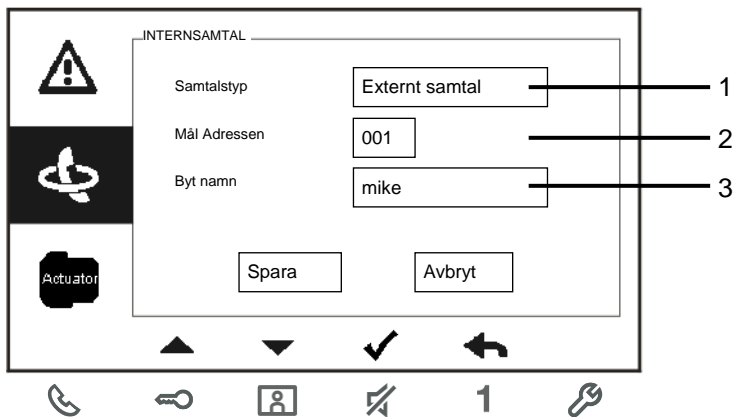 INTERNSAMTAL
Samtalstyp Externt samtal 1
Mål Adressen 001 2
Byt namn mike 3
Actuator
Spara Avbryt
1